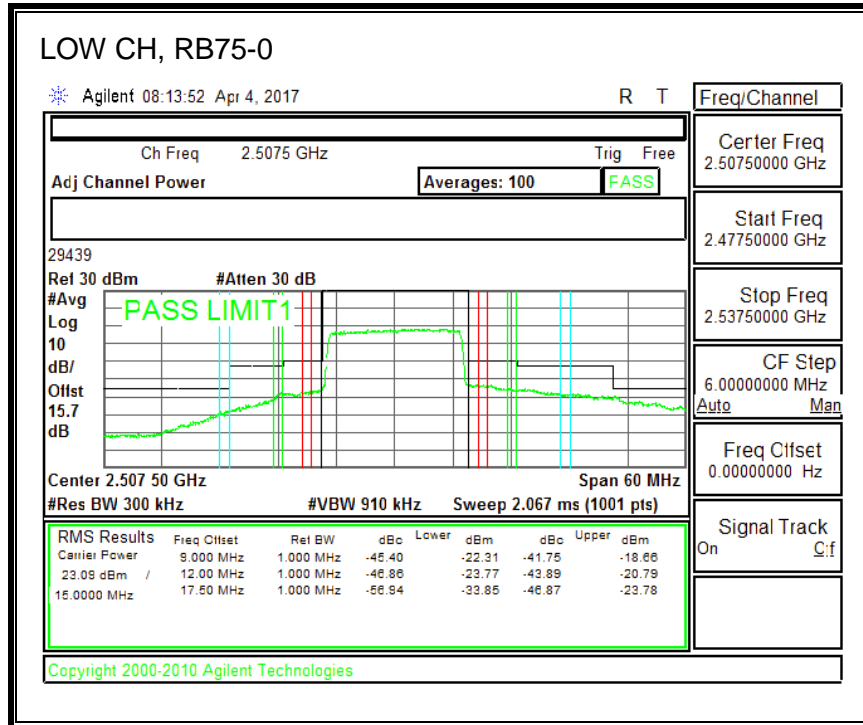 LOW CH, RB75-0
Agilent 08:13:52 Apr 4, 2017 R T
Freq/Channel
Ch Freq 2.5075 GHz Trig Free
Adj Channel Power Averages: 100 PASS
Center Freq
2.50750000 GHz
Start Freq
2.47750000 GHz
Stop Freq
2.53750000 GHz
CF Step
6.00000000 MHz
Auto Man
Freq Offset
0.00000000 Hz
Signal Track
On Off
29439
Ref 30 dBm #Atten 30 dB
#Avg
Log
10
dB/
Offst
15.7
dB
PASS LIMIT1
Center 2.507 50 GHz Span 60 MHz
#Res BW 300 kHz #VBW 910 kHz Sweep 2.067 ms (1001 pts)
RMS Results Freq Offset Ref BW dBc Lower dBm dBc Upper dBm
Carrier Power 9.000 MHz 1.000 MHz -45.40 -22.31 -41.75 -18.66
23.09 dBm / 12.00 MHz 1.000 MHz -46.86 -23.77 -43.89 -20.79
15.0000 MHz 17.50 MHz 1.000 MHz -56.94 -33.85 -46.87 -23.78
Copyright 2000-2010 Agilent Technologies